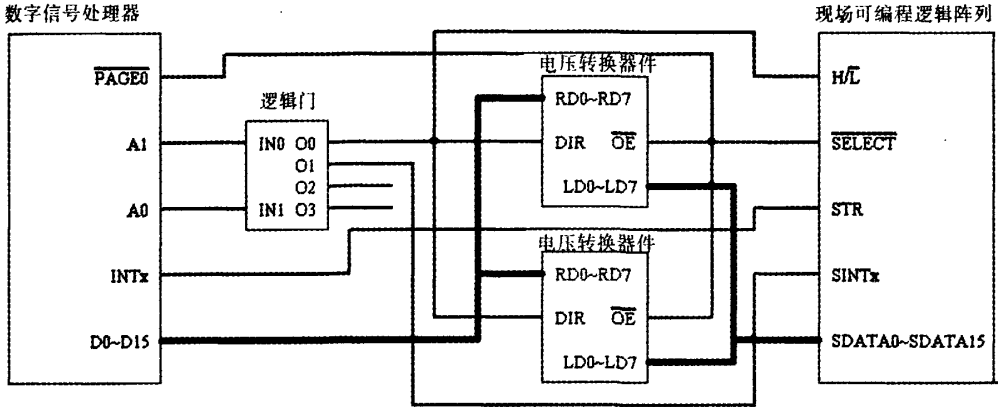 数字信号处理器
现场可编程逻辑阵列
电压转换器件
PAGE0
RD0~RD7
H/L
逻辑门
A1
IN0 O0
DIR OE
SELECT
O1
O2
LD0~LD7
A0
IN1 O3
STR
电压转换器件
INTx
RD0~RD7
SINTx
DIR OE
D0~D15
LD0~LD7
SDATA0~SDATA15